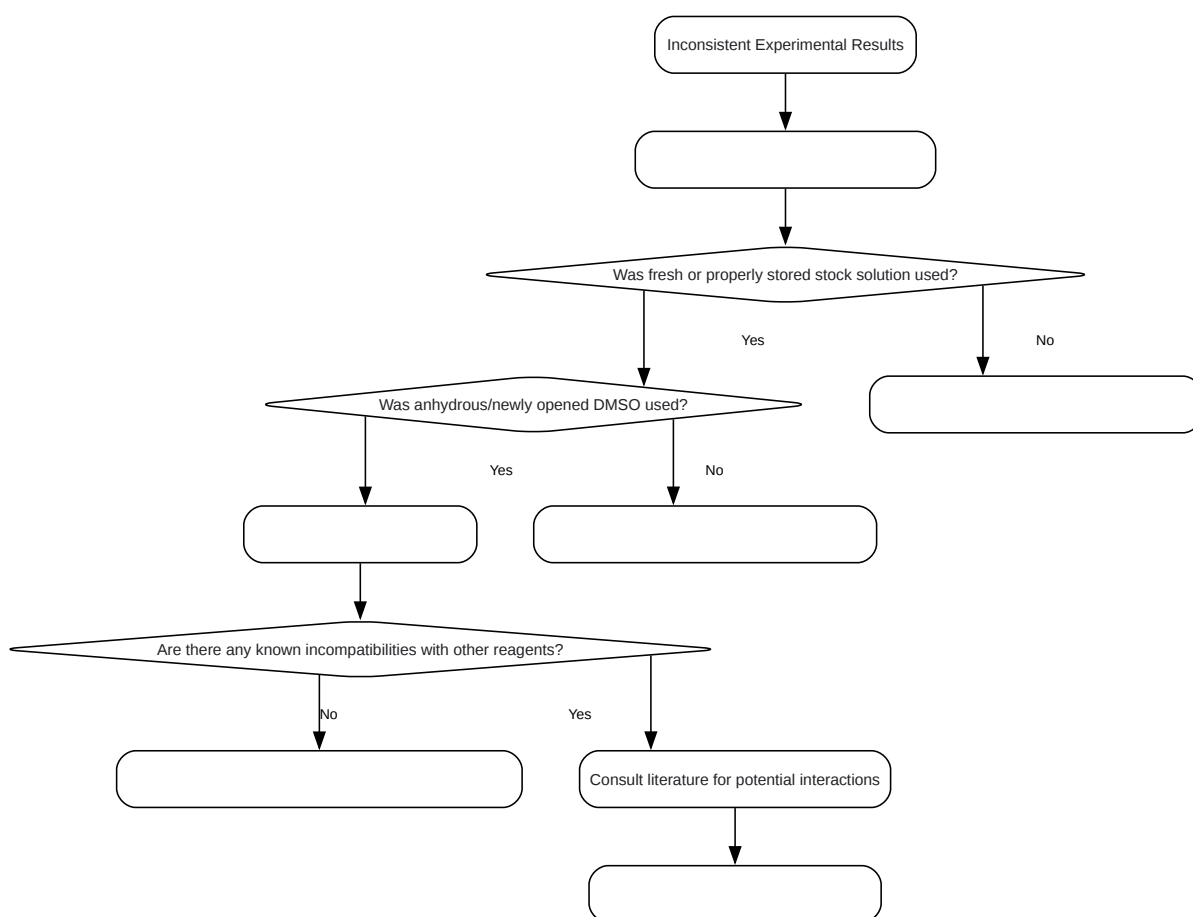 Inconsistent Experimental Results
Was fresh or properly stored stock solution used?
Yes
No
Was anhydrous/newly opened DMSO used?
Yes
No
Are there any known incompatibilities with other reagents?
No
Yes
Consult literature for potential interactions